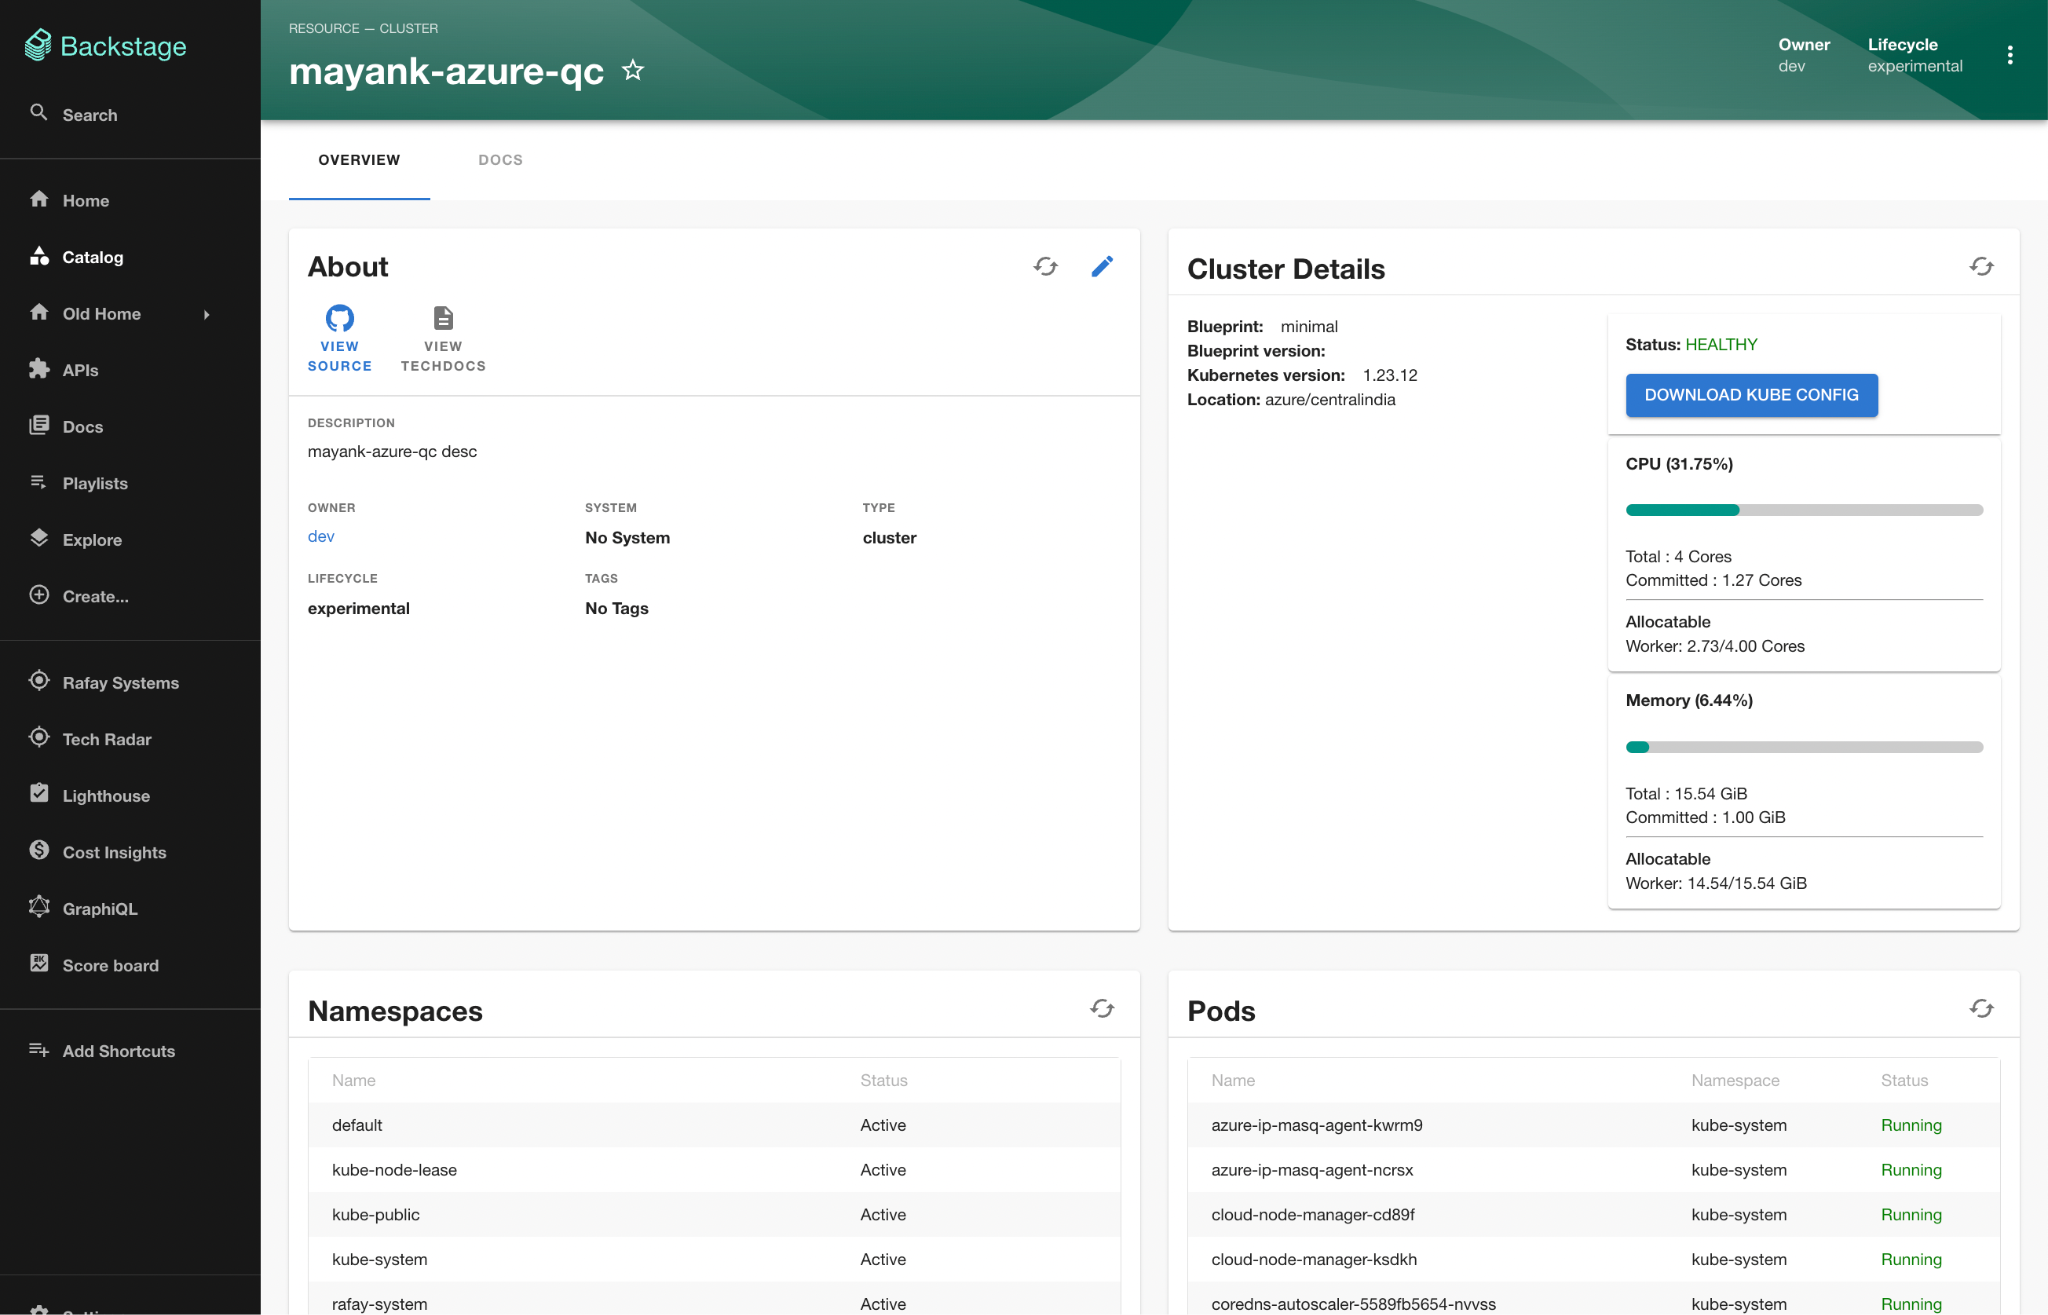 Backstage
Search
Home
Catalog
Old Home
APIs
Docs
Playlists
Explore
Create...
Rafay Systems
Tech Radar
Lighthouse
Cost Insights
GraphiQL
Score board
Add Shortcuts
RESOURCE — CLUSTER
mayank-azure-qc
Owner
dev
Lifecycle
experimental
OVERVIEW
DOCS
About
VIEW SOURCE
VIEW TECHDOCS
DESCRIPTION
mayank-azure-qc desc
OWNER
dev
SYSTEM
No System
TYPE
cluster
LIFECYCLE
experimental
TAGS
No Tags
Cluster Details
Blueprint: minimal
Blueprint version:
Kubernetes version: 1.23.12
Location: azure/centralindia
Status: HEALTHY
DOWNLOAD KUBE CONFIG
CPU (31.75%)
Total : 4 Cores
Committed : 1.27 Cores
Allocatable
Worker: 2.73/4.00 Cores
Memory (6.44%)
Total : 15.54 GiB
Committed : 1.00 GiB
Allocatable
Worker: 14.54/15.54 GiB
Namespaces
Name Status
default Active
kube-node-lease Active
kube-public Active
kube-system Active
rafay-system Active
Pods
Name Namespace Status
azure-ip-masq-agent-kwrm9 kube-system Running
azure-ip-masq-agent-ncrsx kube-system Running
cloud-node-manager-cd89f kube-system Running
cloud-node-manager-ksdkh kube-system Running
coredns-autoscaler-5589fb5654-nvvss kube-system Running